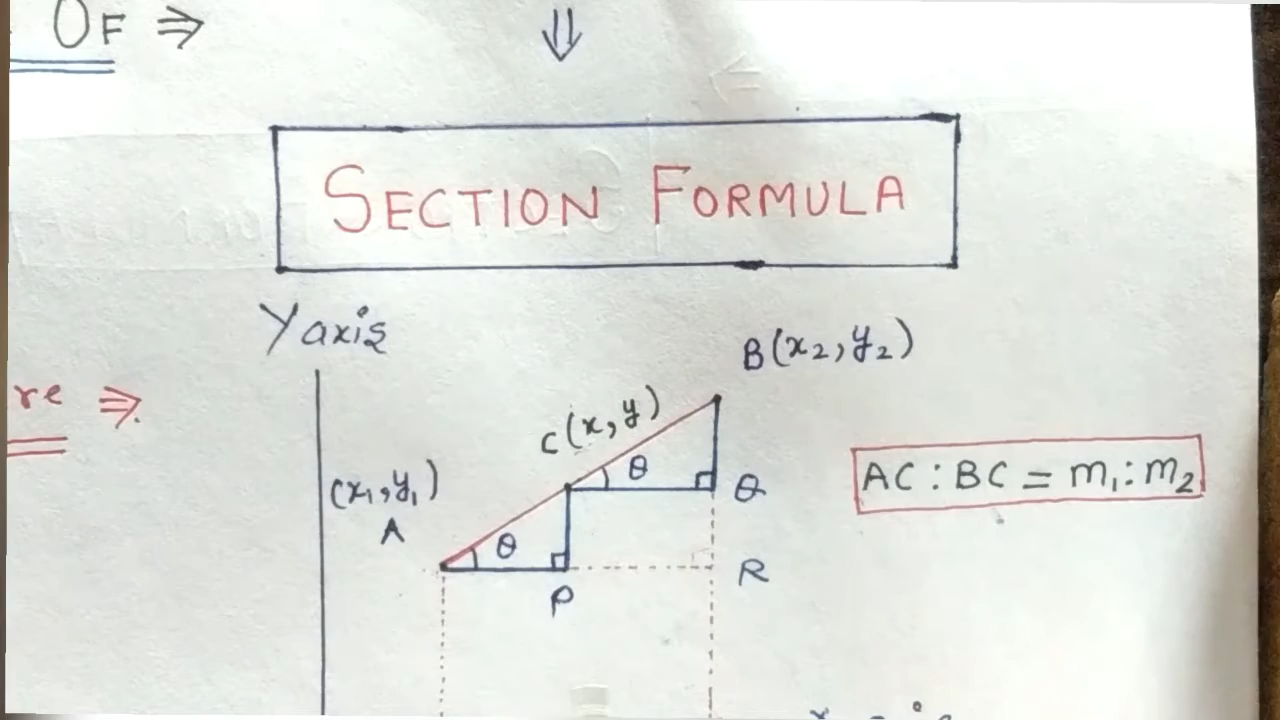 OF ⇒
⇓
SECTION FORMULA
Y axis
B(x₂, y₂)
re ⇒
C(x, y)
(x₁, y₁)
A
θ
θ
Q
AC : BC = m₁ : m₂
P
R